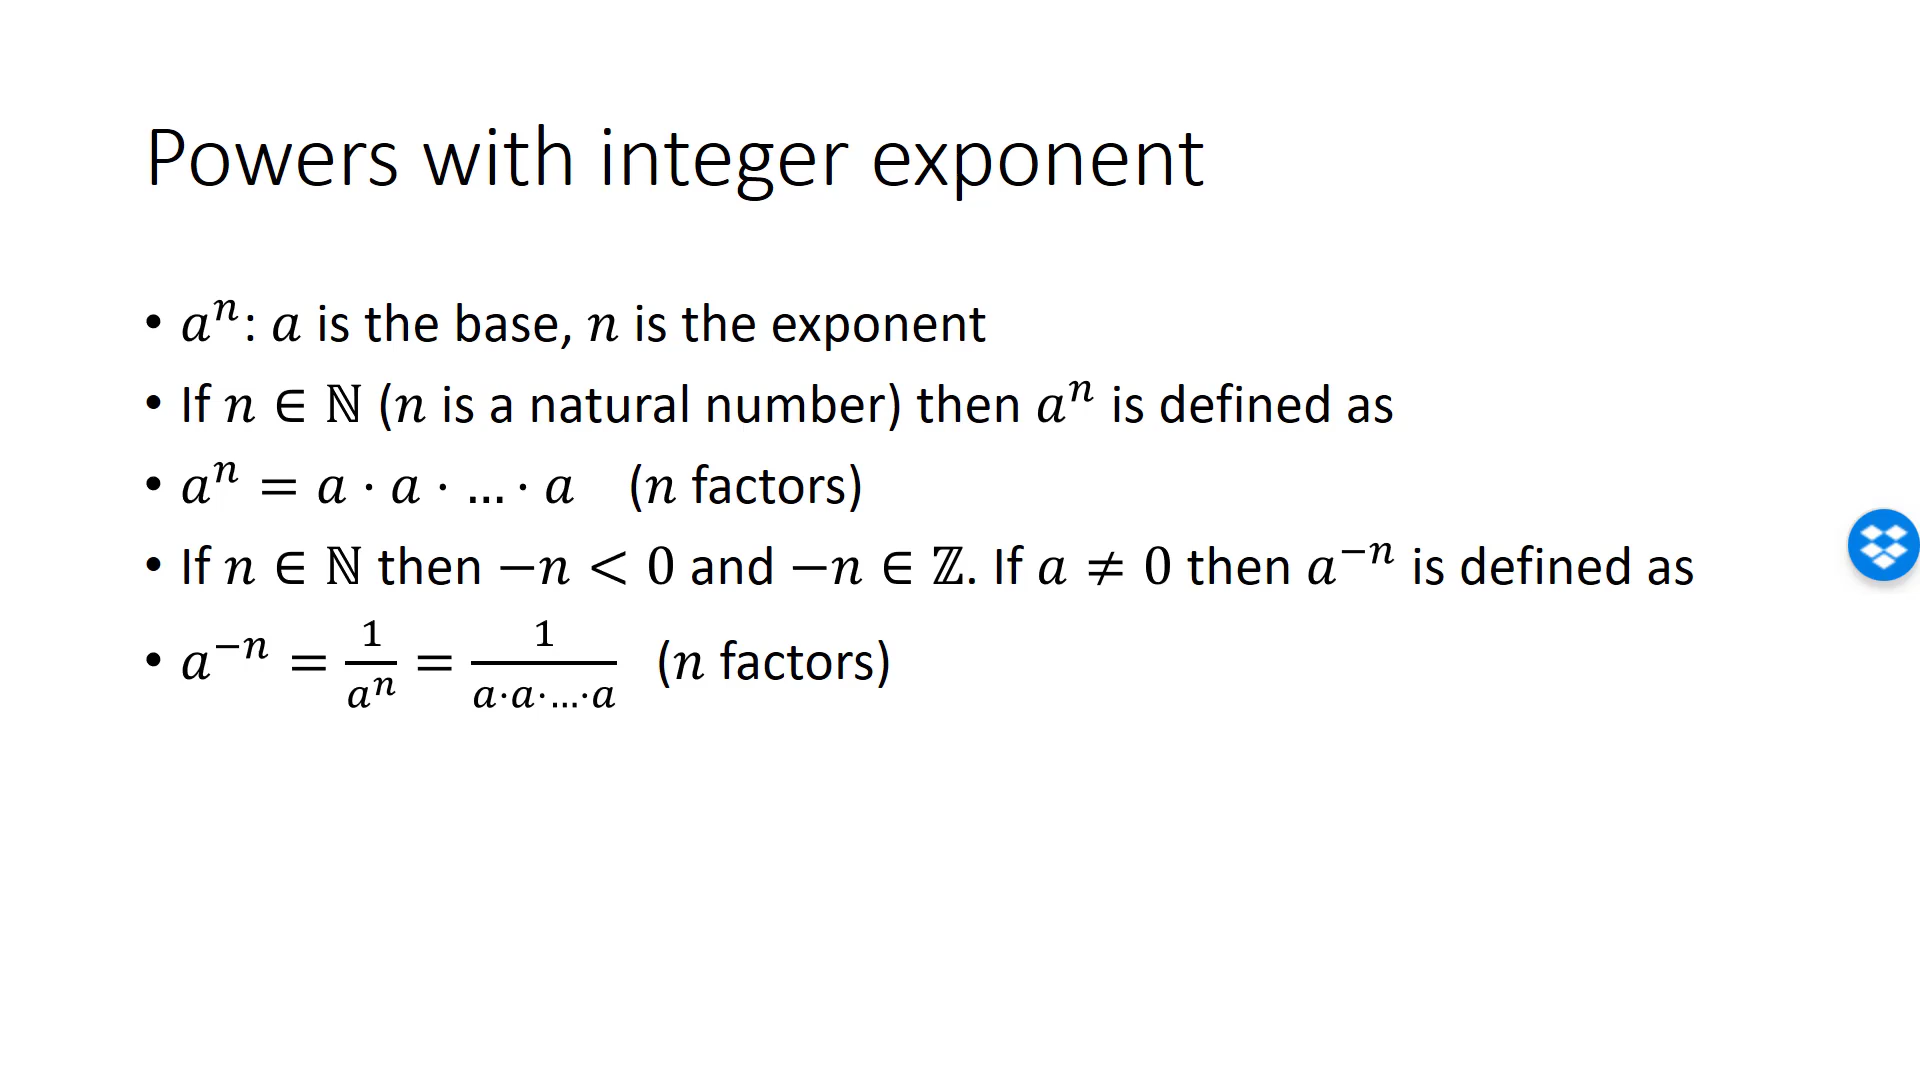 Powers with integer exponent
• $a^n$: $a$ is the base, $n$ is the exponent
• If $n \in \mathbb{N}$ ($n$ is a natural number) then $a^n$ is defined as
• $a^n = a \cdot a \cdot \ldots \cdot a$ ($n$ factors)
• If $n \in \mathbb{N}$ then $-n < 0$ and $-n \in \mathbb{Z}$. If $a \neq 0$ then $a^{-n}$ is defined as
• $a^{-n} = \frac{1}{a^n} = \frac{1}{a \cdot a \cdot \ldots \cdot a}$ ($n$ factors)